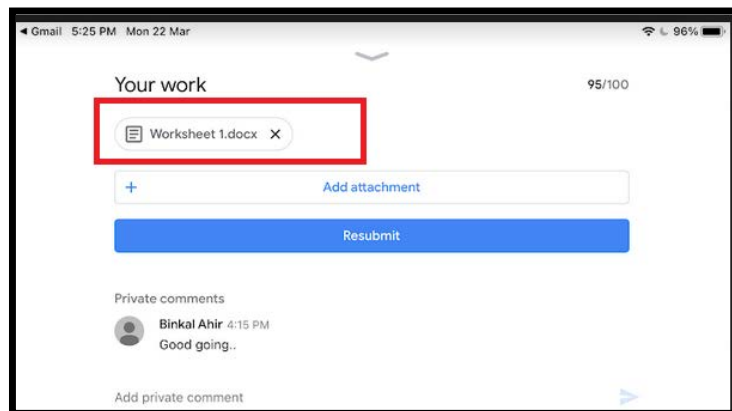 ◄ Gmail 5:25 PM Mon 22 Mar 96%
Your work 95/100
Worksheet 1.docx X
+ Add attachment
Resubmit
Private comments
Binkal Ahir 4:15 PM
Good going..
Add private comment